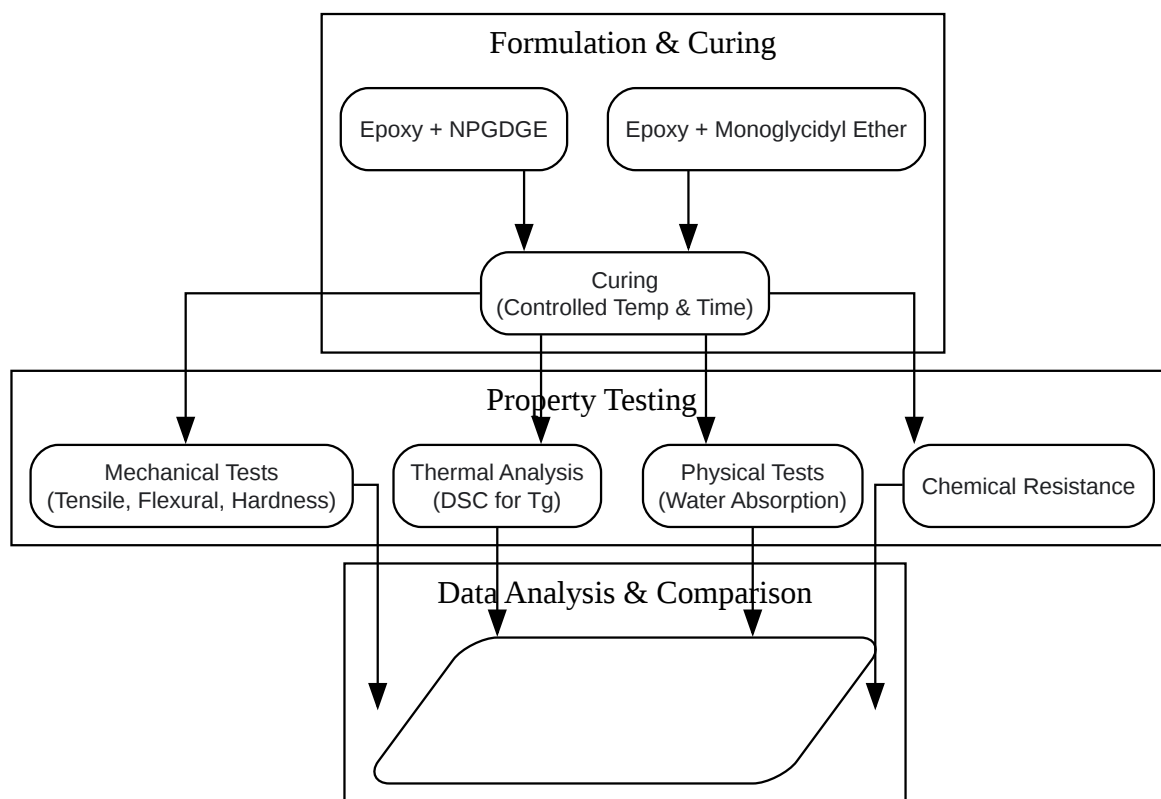 Formulation & Curing
Epoxy + NPGDGE
Epoxy + Monoglycidyl Ether
Curing
(Controlled Temp & Time)
Property Testing
Mechanical Tests
(Tensile, Flexural, Hardness)
Thermal Analysis
(DSC for Tg)
Physical Tests
(Water Absorption)
Chemical Resistance
Data Analysis & Comparison